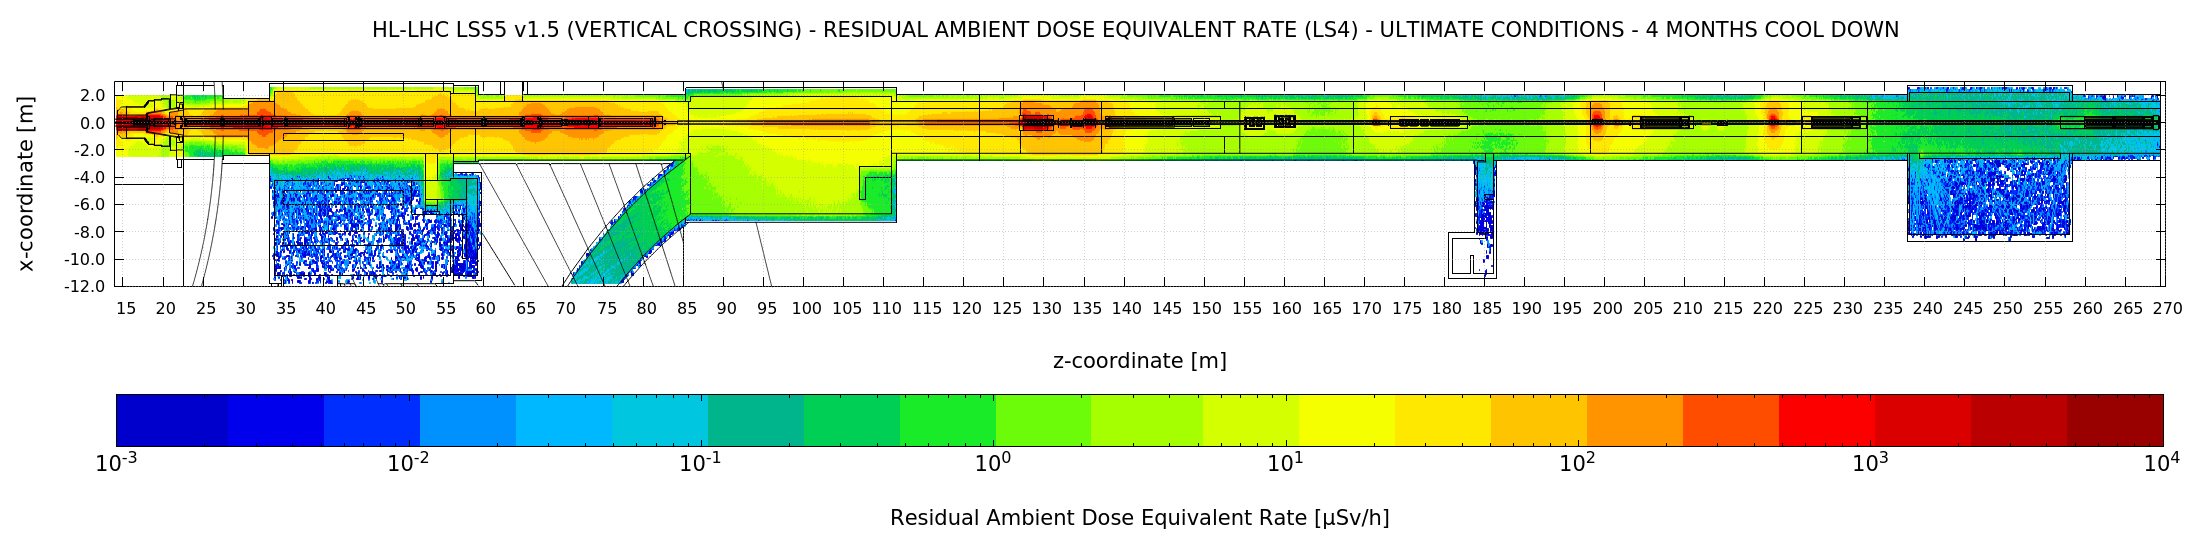 HL-LHC LSS5 v1.5 (VERTICAL CROSSING) - RESIDUAL AMBIENT DOSE EQUIVALENT RATE (LS4) - ULTIMATE CONDITIONS - 4 MONTHS COOL DOWN
x-coordinate [m]
2.0
0.0
-2.0
-4.0
-6.0
-8.0
-10.0
-12.0
15 20 25 30 35 40 45 50 55 60 65 70 75 80 85 90 95 100 105 110 115 120 125 130 135 140 145 150 155 160 165 170 175 180 185 190 195 200 205 210 215 220 225 230 235 240 245 250 255 260 265 270
z-coordinate [m]
10⁻³ 10⁻² 10⁻¹ 10⁰ 10¹ 10² 10³ 10⁴
Residual Ambient Dose Equivalent Rate [µSv/h]